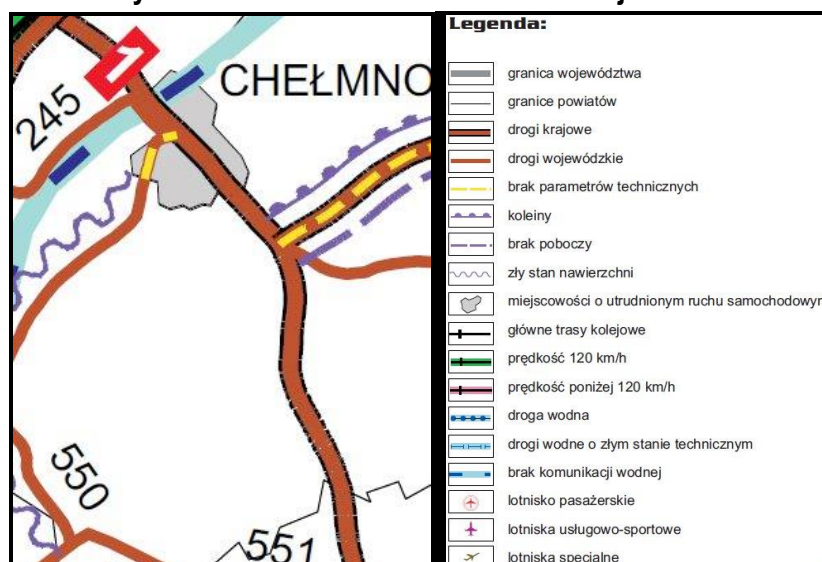 1
CHEŁMNO
245
550
551
Legenda:
granica województwa
granice powiatów
drogi krajowe
drogi wojewódzkie
brak parametrów technicznych
koleiny
brak poboczy
zły stan nawierzchni
miejscowości o utrudnionym ruchu samochodowym
główne trasy kolejowe
prędkość 120 km/h
prędkość poniżej 120 km/h
droga wodna
drogi wodne o złym stanie technicznym
brak komunikacji wodnej
lotnisko pasażerskie
lotniska usługowo-sportowe
lotniska specjalne